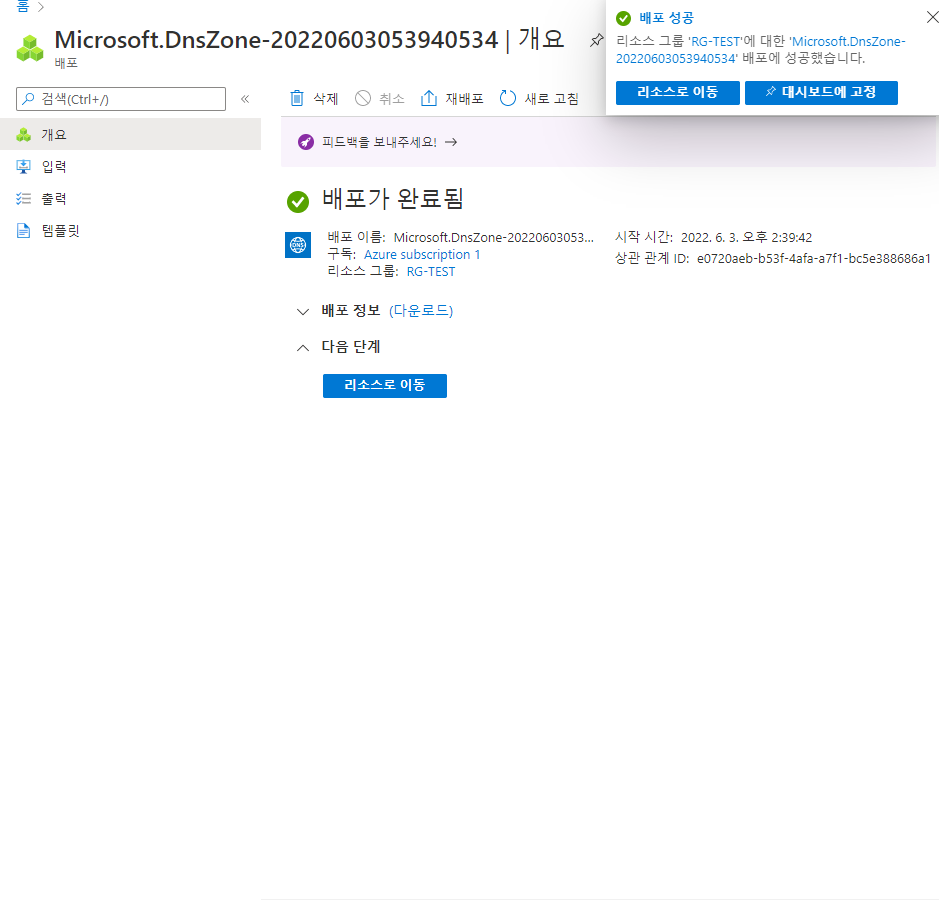 홈
Microsoft.DnsZone-20220603053940534 | 개요
배포
배포 성공
리소스 그룹 'RG-TEST'에 대한 'Microsoft.DnsZone-
20220603053940534' 배포에 성공했습니다.
리소스로 이동 대시보드에 고정
검색(Ctrl+/)
개요
입력
출력
템플릿
삭제 취소 재배포 새로 고침
피드백을 보내주세요! →
배포가 완료됨
배포 이름: Microsoft.DnsZone-20220603053...
구독: Azure subscription 1
리소스 그룹: RG-TEST
시작 시간: 2022. 6. 3. 오후 2:39:42
상관 관계 ID: e0720aeb-b53f-4afa-a7f1-bc5e388686a1
배포 정보 (다운로드)
다음 단계
리소스로 이동